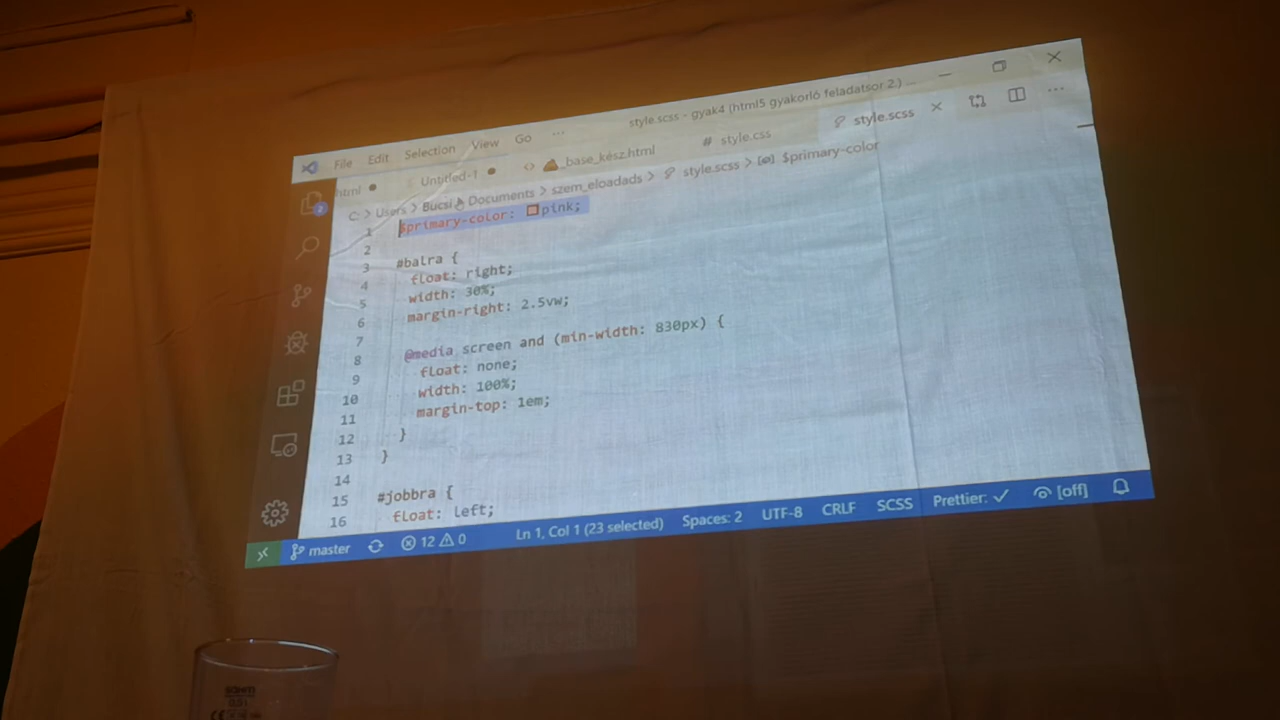 style.scss - gyak4 (html5 gyakorló feladatsor 2.) ...
File Edit Selection View Go ...
html Untitled-1 _base_kész.html # style.css style.scss
C: > Users > Bucsi > Documents > szem_eloadads > style.scss > $primary-color
1 $primary-color: pink;
2
3 #balra {
4 float: right;
5 width: 30%;
6 margin-right: 2.5vw;
7
8 @media screen and (min-width: 830px) {
9 float: none;
10 width: 100%;
11 margin-top: 1em;
12 }
13 }
14
15 #jobbra {
16 float: left;
master 12 0 Ln 1, Col 1 (23 selected) Spaces: 2 UTF-8 CRLF SCSS Prettier: ✓ [off]
2